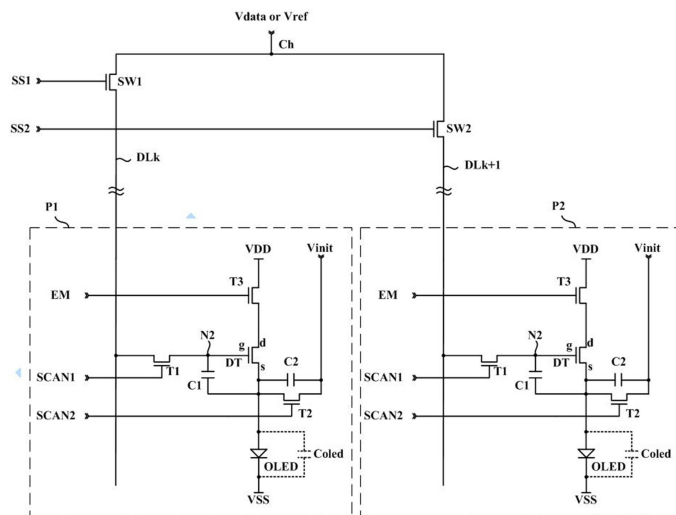 Vdata or Vref
Ch
SS1
SW1
SS2
SW2
DLk
DLk+1
P1
P2
VDD
Vinit
VDD
Vinit
T3
T3
EM
EM
N2
g
d
DT
s
C2
N2
g
d
DT
s
C2
SCAN1
T1
C1
SCAN1
T1
C1
SCAN2
T2
SCAN2
T2
OLED
Coled
OLED
Coled
VSS
VSS